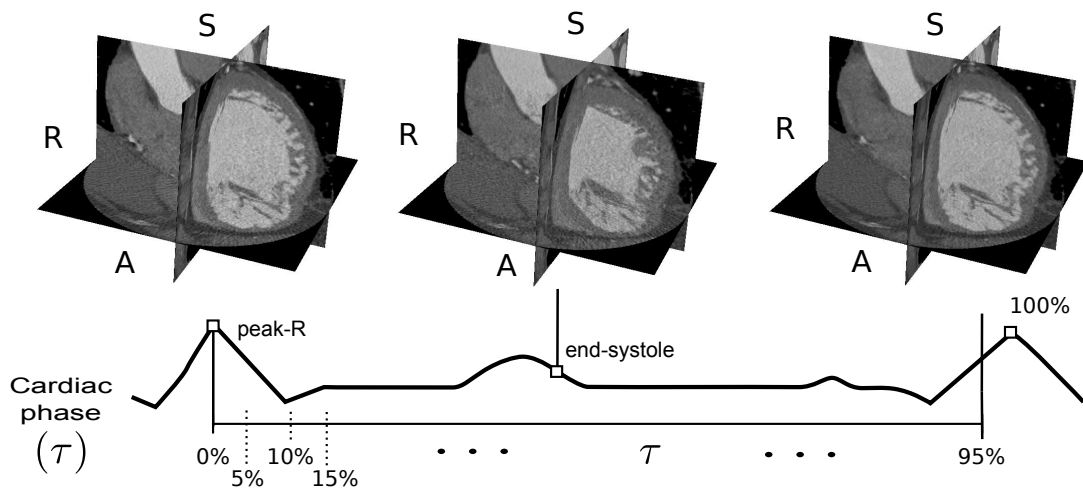 S
S
S
R
R
R
A
A
A
peak-R
end-systole
100%
Cardiac
phase
(τ)
0%
5%
10%
15%
. . .
τ
. . .
95%